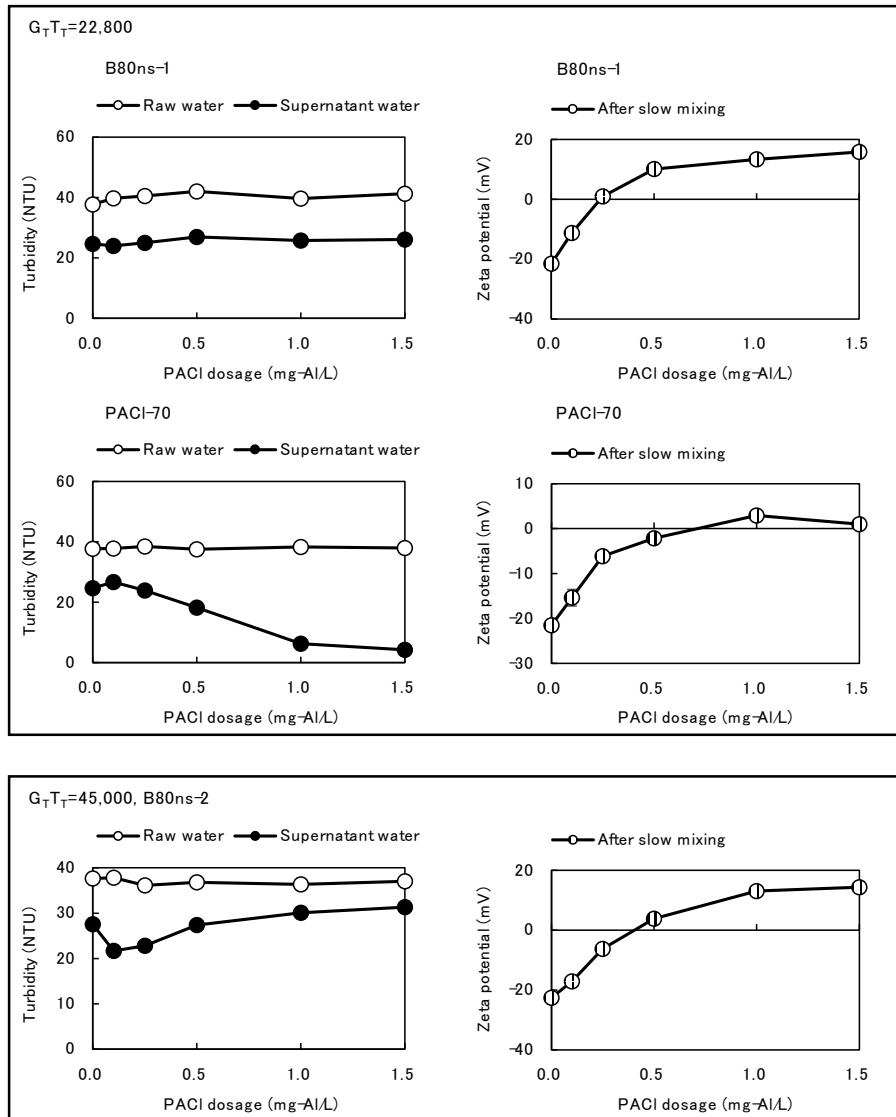 GTTT=22,800
B80ns-1
B80ns-1
Raw water Supernatant water
After slow mixing
Turbidity (NTU)
60
40
20
0
0.0 0.5 1.0 1.5
PACl dosage (mg-Al/L)
Zeta potential (mV)
20
0
-20
-40
0.0 0.5 1.0 1.5
PACl dosage (mg-Al/L)
PACl-70
PACl-70
Raw water Supernatant water
After slow mixing
Turbidity (NTU)
60
40
20
0
0.0 0.5 1.0 1.5
PACl dosage (mg-Al/L)
Zeta potential (mV)
10
0
-10
-20
-30
0.0 0.5 1.0 1.5
PACl dosage (mg-Al/L)
GTTT=45,000, B80ns-2
Raw water Supernatant water
After slow mixing
Turbidity (NTU)
40
30
20
10
0
0.0 0.5 1.0 1.5
PACl dosage (mg-Al/L)
Zeta potential (mV)
20
0
-20
-40
0.0 0.5 1.0 1.5
PACl dosage (mg-Al/L)